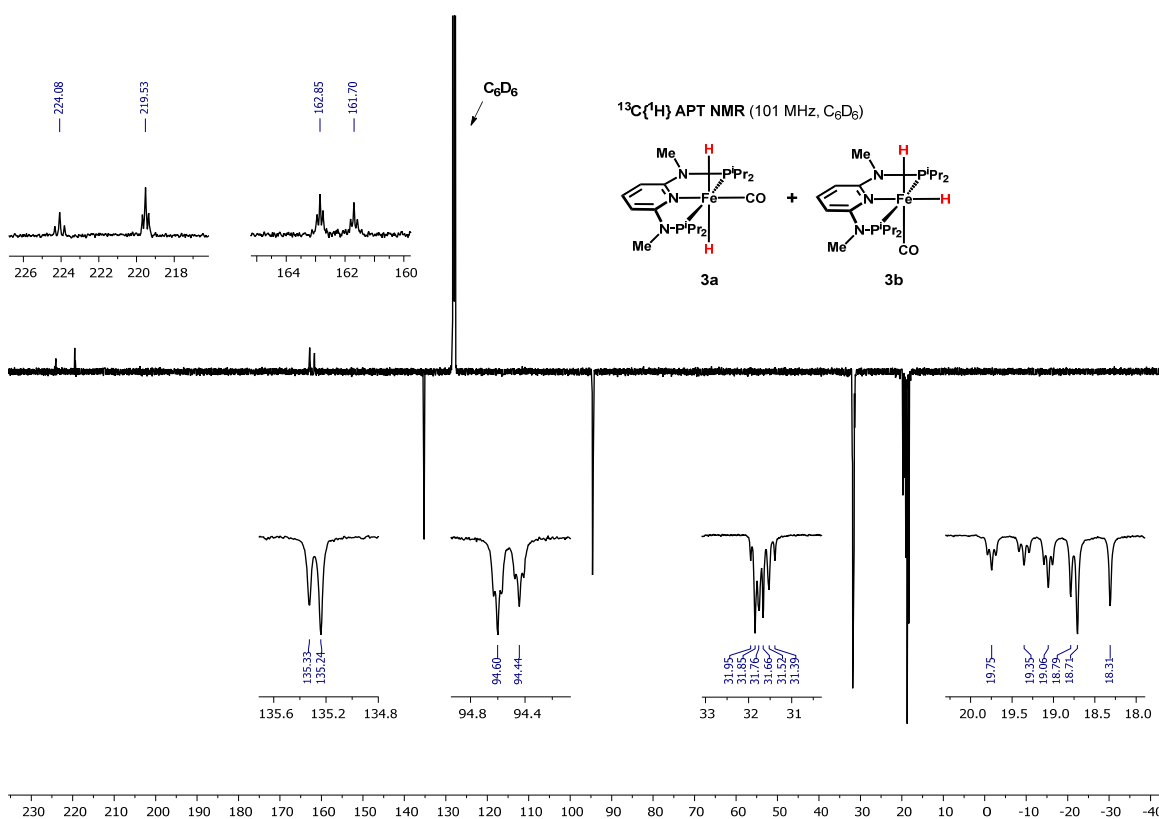 224.08
219.53
162.85
161.70
C₆D₆
¹³C{¹H} APT NMR (101 MHz, C₆D₆)
Me H
N PⁱPr₂
N Fe CO
N-PⁱPr₂
Me H
3a
+
H
Me N PⁱPr₂
N Fe H
N-PⁱPr₂
Me CO
3b
226 224 222 220 218
164 162 160
135.33
135.24
94.60
94.44
31.95
31.85
31.76
31.66
31.52
31.39
19.75
19.35
19.06
18.79
18.71
18.31
135.6 135.2 134.8
94.8 94.4
33 32 31
20.0 19.5 19.0 18.5 18.0
230 220 210 200 190 180 170 160 150 140 130 120 110 100 90 80 70 60 50 40 30 20 10 0 -10 -20 -30 -40